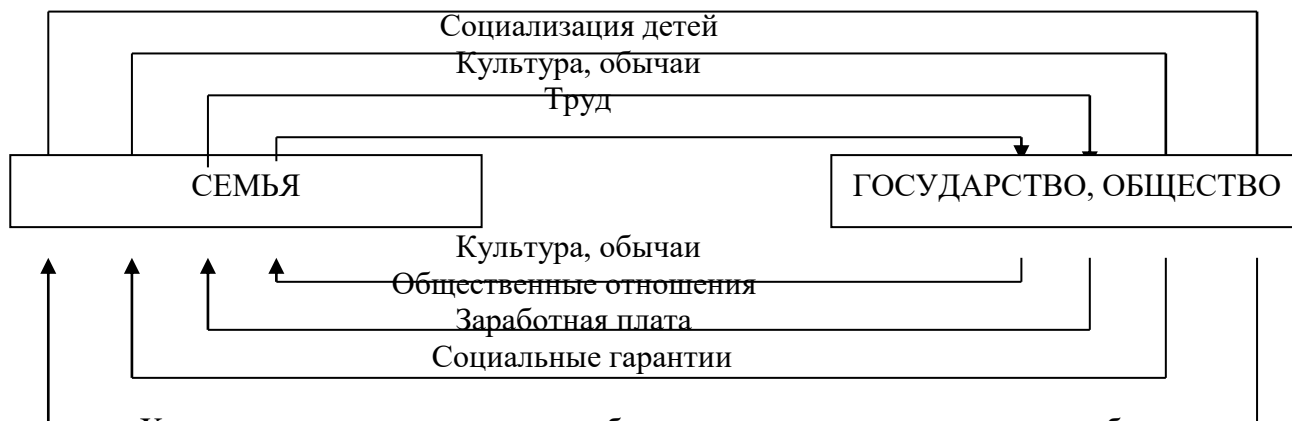 Социализация детей
Культура, обычаи
Труд
СЕМЬЯ
ГОСУДАРСТВО, ОБЩЕСТВО
Культура, обычаи
Общественные отношения
Заработная плата
Социальные гарантии